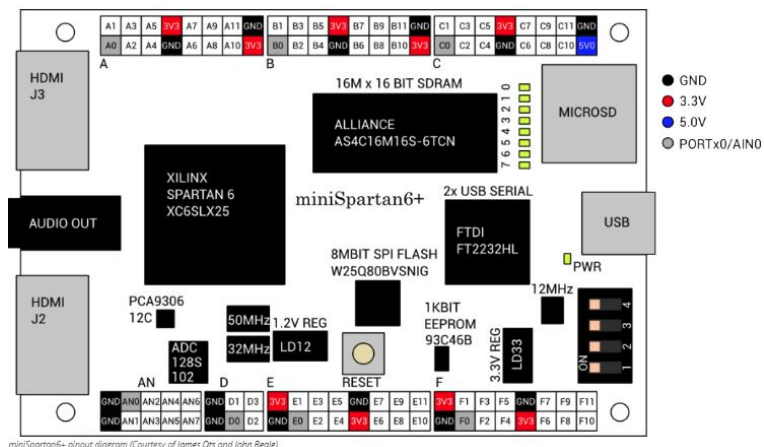 A1 A3 A5 3V3 A7 A9 A11 GND B1 B3 B5 3V3 B7 B9 B11 GND C1 C3 C5 3V3 C7 C9 C11 GND
A0 A2 A4 GND A6 A8 A10 3V3 B0 B2 B4 GND B6 B8 B10 3V3 C0 C2 C4 GND C6 C8 C10 5V0
A B C
HDMI
J3
16M x 16 BIT SDRAM
ALLIANCE
AS4C16M16S-6TCN
7 6 5 4 3 2 1 0
MICROSD
GND
3.3V
5.0V
PORTx0/AIN0
XILINX
SPARTAN 6
XC6SLX25
miniSpartan6+
2x USB SERIAL
FTDI
FT2232HL
AUDIO OUT
USB
PWR
8MBIT SPI FLASH
W25Q80BVSNIG
HDMI
J2
PCA9306
12C
50MHz
32MHz
1.2V REG
LD12
ADC
128S
102
RESET
1KBIT
EEPROM
93C46B
3.3V REG
LD33
12MHz
ON
4
3
2
1
AN D E F
GND AN0 AN2 AN4 AN6 GND D1 D3 3V3 E1 E3 E5 GND E7 E9 E11 3V3 F1 F3 F5 GND F7 F9 F11
GND AN1 AN3 AN5 AN7 GND D0 D2 GND E0 E2 E4 3V3 E6 E8 E10 GND F0 F2 F4 3V3 F6 F8 F10
miniSpartan6+ pinout diagram (Courtesy of James Ots and John Beale)